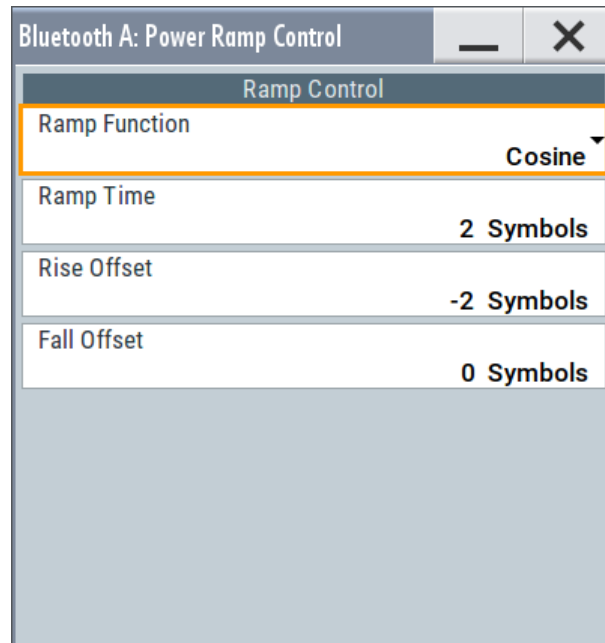 Bluetooth A: Power Ramp Control
Ramp Control
Ramp Function
Cosine
Ramp Time
2 Symbols
Rise Offset
-2 Symbols
Fall Offset
0 Symbols